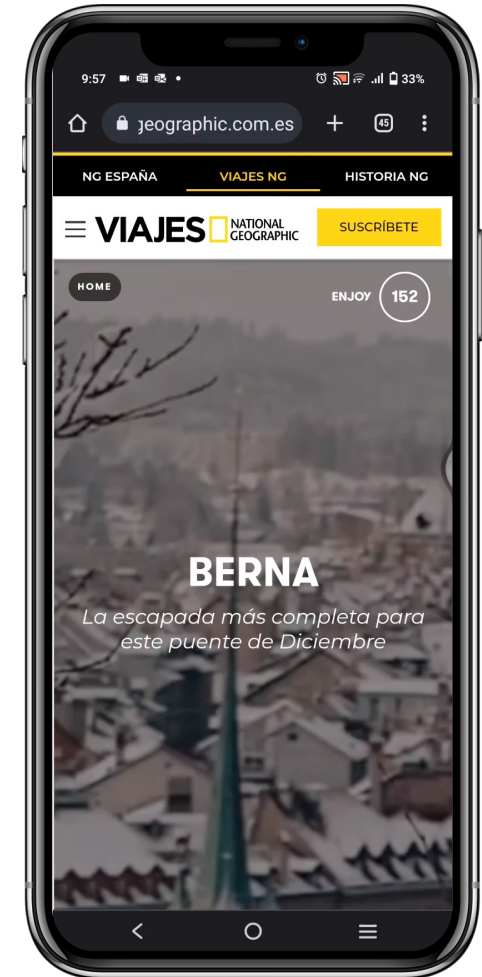 9:57
33%
geographic.com.es
45
NG ESPAÑA
VIAJES NG
HISTORIA NG
VIAJES NATIONAL
GEOGRAPHIC
SUSCRÍBETE
HOME
ENJOY 152
BERNA
La escapada más completa para
este puente de Diciembre